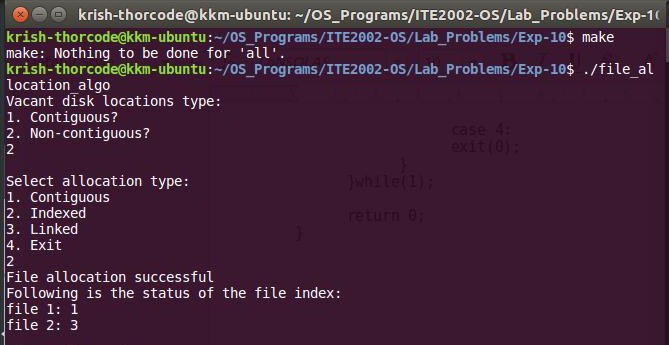 krish-thorcode@kkm-ubuntu: ~/OS_Programs/ITE2002-OS/Lab_Problems/Exp-10
krish-thorcode@kkm-ubuntu:~/OS_Programs/ITE2002-OS/Lab_Problems/Exp-10$ make
make: Nothing to be done for 'all'.
krish-thorcode@kkm-ubuntu:~/OS_Programs/ITE2002-OS/Lab_Problems/Exp-10$ ./file_al
location_algo
Vacant disk locations type:
1. Contiguous?
2. Non-contiguous?
2
case 4:
exit(0);
}
}while(1);
return 0;
}
Select allocation type:
1. Contiguous
2. Indexed
3. Linked
4. Exit
2
File allocation successful
Following is the status of the file index:
file 1: 1
file 2: 3